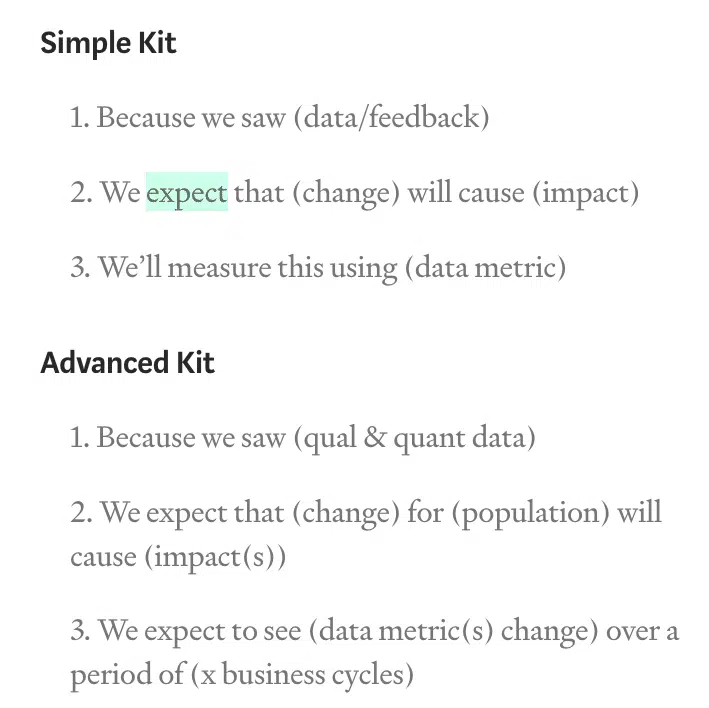 Simple Kit
1. Because we saw (data/feedback)
2. We expect that (change) will cause (impact)
3. We’ll measure this using (data metric)
Advanced Kit
1. Because we saw (qual & quant data)
2. We expect that (change) for (population) will
cause (impact(s))
3. We expect to see (data metric(s) change) over a
period of (x business cycles)